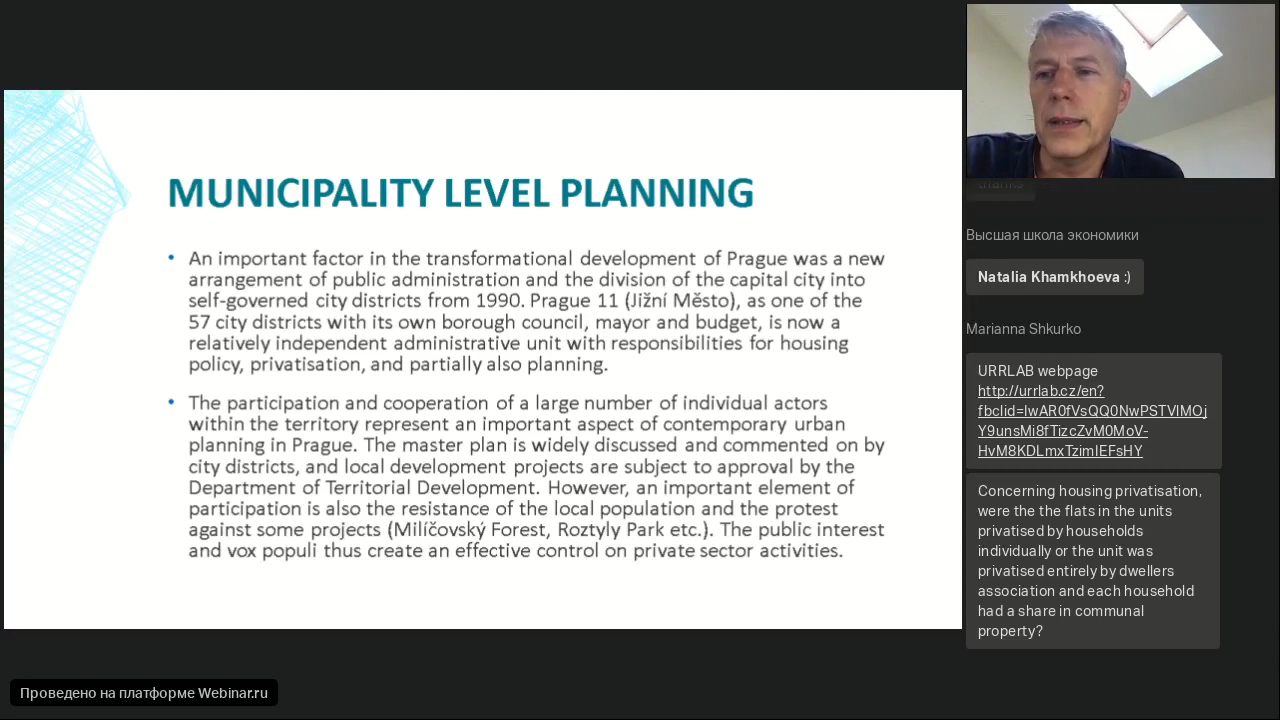 MUNICIPALITY LEVEL PLANNING
• An important factor in the transformational development of Prague was a new
arrangement of public administration and the division of the capital city into
self-governed city districts from 1990. Prague 11 (Jižní Město), as one of the
57 city districts with its own borough council, mayor and budget, is now a
relatively independent administrative unit with responsibilities for housing
policy, privatisation, and partially also planning.
• The participation and cooperation of a large number of individual actors
within the territory represent an important aspect of contemporary urban
planning in Prague. The master plan is widely discussed and commented on by
city districts, and local development projects are subject to approval by the
Department of Territorial Development. However, an important element of
participation is also the resistance of the local population and the protest
against some projects (Milíčovský Forest, Roztyly Park etc.). The public interest
and vox populi thus create an effective control on private sector activities.
thanks
Высшая школа экономики
Natalia Khamkhoeva :)
Marianna Shkurko
URRLAB webpage
http://urrlab.cz/en?
fbclid=IwAR0fVsQQ0NwPSTVlMOj
Y9unsMi8fTizcZvM0MoV-
HvM8KDLmxTzimIEFsHY
Concerning housing privatisation,
were the the flats in the units
privatised by households
individually or the unit was
privatised entirely by dwellers
association and each household
had a share in communal
property?
Проведено на платформе Webinar.ru